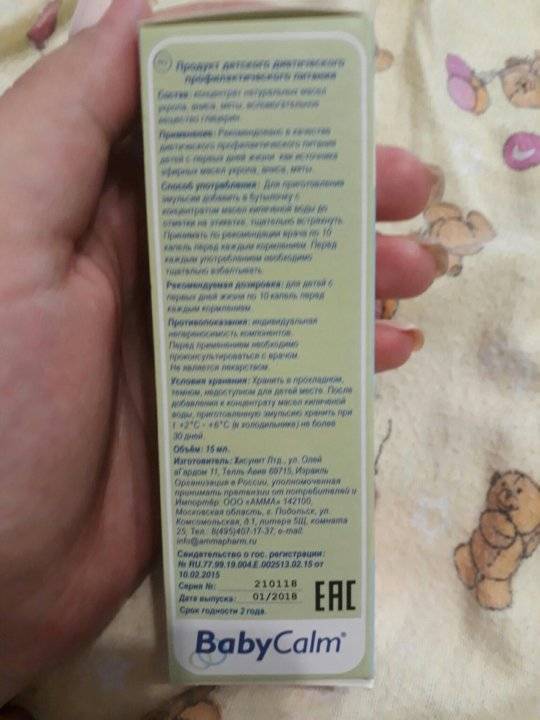 Продукт детского диетического
профилактического питания
Состав: концентрат натуральных масел
укропа, аниса, мяты, вспомогательное
вещество глицерин.
Применение: Рекомендовано в качестве
диетического профилактического питания
детей с первых дней жизни как источника
эфирных масел укропа, аниса, мяты.
Способ употребления: Для приготовления
эмульсии добавить в бутылочку с
концентратом масел кипяченой воды до
отметки на этикетке, тщательно встряхнуть.
Принимать по рекомендации врача по 10
капель перед каждым кормлением. Перед
каждым употреблением необходимо
тщательно взбалтывать.
Рекомендуемая дозировка: для детей с
первых дней жизни по 10 капель перед
каждым кормлением.
Противопоказания: индивидуальная
непереносимость компонентов.
Перед применением необходимо
проконсультироваться с врачом.
Не является лекарством.
Условия хранения: Хранить в прохладном,
темном, недоступном для детей месте. После
добавления к концентрату масел кипяченой
воды, приготовленную эмульсию хранить при
t +2°C - +6°C (в холодильнике) не более
30 дней.
Объём: 15 мл.
Изготовитель: Хисунит Лтд., ул. Олей
аГардом 11, Телль-Авив 69715, Израиль
Организация в России, уполномоченная
принимать претензии от потребителей и
Импортёр: ООО «АММА» 142100,
Московская область, г. Подольск, ул.
Комсомольская, д.1, литера 5Щ, комната
25, Тел.: 8(495)407-17-37, e-mail:
info@ammapharm.ru
Свидетельство о гос. регистрации:
№ RU.77.99.19.004.E.002513.02.15 от
10.02.2015
Серия №: 210118
Дата выпуска: 01/2018
Срок годности 2 года.
EAC
BabyCalm®